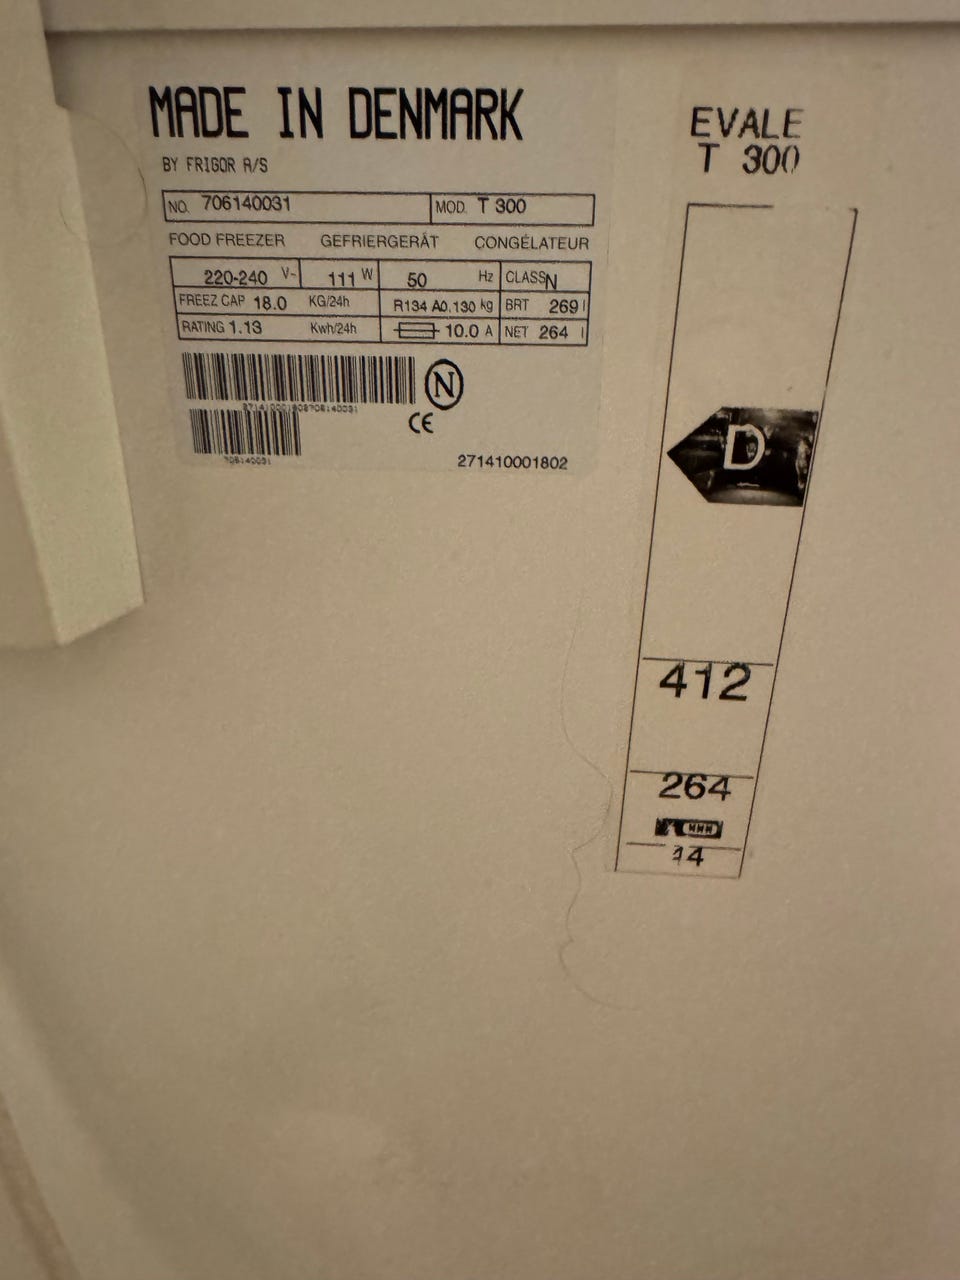 MADE IN DENMARK
BY FRIGOR A/S
NO. 706140031 MOD. T 300
FOOD FREEZER GEFRIERGERÄT CONGÉLATEUR
220-240 V~ 111 W 50 Hz CLASS N
FREEZ CAP 18.0 KG/24h R134 A0.130 kg BRT 269 l
RATING 1.13 Kwh/24h 10.0 A NET 264 l
N
CE
706140031
271410001802
EVALE
T 300
D
412
264
14